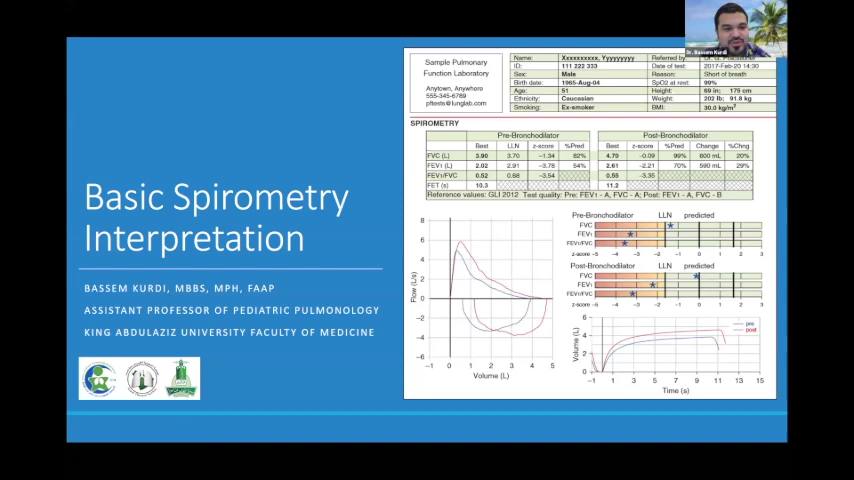 Dr. Bassem Kurdi
Basic Spirometry
Interpretation
BASSEM KURDI, MBBS, MPH, FAAP
ASSISTANT PROFESSOR OF PEDIATRIC PULMONOLOGY
KING ABDULAZIZ UNIVERSITY FACULTY OF MEDICINE
Sample Pulmonary
Function Laboratory
Anytown, Anywhere
555-345-6789
pftests@lunglab.com
Name: Xxxxxxxxxx, Yyyyyyyyy Referred by: Dr. G. Practitioner
ID: 111 222 333 Date of test: 2017-Feb-20 14:30
Sex: Male Reason: Short of breath
Birth date: 1965-Aug-04 SpO2 at rest: 99%
Age: 51 Height: 69 in; 175 cm
Ethnicity: Caucasian Weight: 202 lb; 91.8 kg
Smoking: Ex-smoker BMI: 30.0 kg/m²
SPIROMETRY
Pre-Bronchodilator Post-Bronchodilator
Best LLN z-score %Pred Best z-score %Pred Change %Chng
FVC (L) 3.90 3.70 –1.34 82% 4.70 –0.09 99% 800 mL 20%
FEV1 (L) 2.02 2.91 –3.78 54% 2.61 –2.21 70% 590 mL 29%
FEV1/FVC 0.52 0.68 –3.54 0.55 –3.35
FET (s) 10.3 11.2
Reference values: GLI 2012 Test quality: Pre: FEV1 - A, FVC - A; Post: FEV1 - A, FVC - B
Flow (L/s)
8
6
4
2
0
−2
−4
−6
−1 0 1 2 3 4 5
Volume (L)
Pre-Bronchodilator LLN predicted
FVC
FEV1
FEV1/FVC
z-score –5 –4 –3 –2 –1 0 1 2 3
Post-Bronchodilator LLN predicted
FVC
FEV1
FEV1/FVC
z-score –5 –4 –3 –2 –1 0 1 2 3
Volume (L)
6
4
2
0
pre
post
−1 1 3 5 7 9 11 13 15
Time (s)